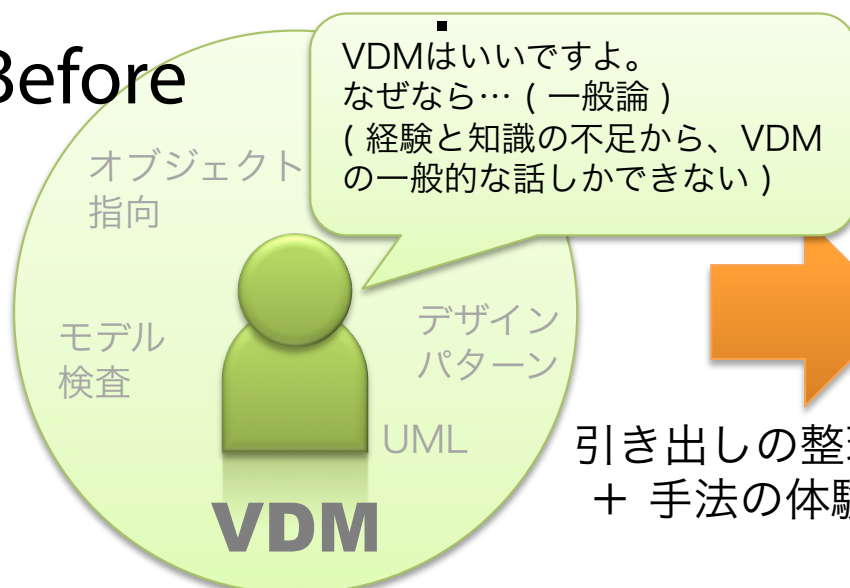 Before
VDMはいいですよ。
なぜなら…(一般論)
(経験と知識の不足から、VDM
の一般的な話しかできない)
オブジェクト
指向
モデル
検査
デザイン
パターン
UML
VDM
引き出しの整理
＋ 手法の体験